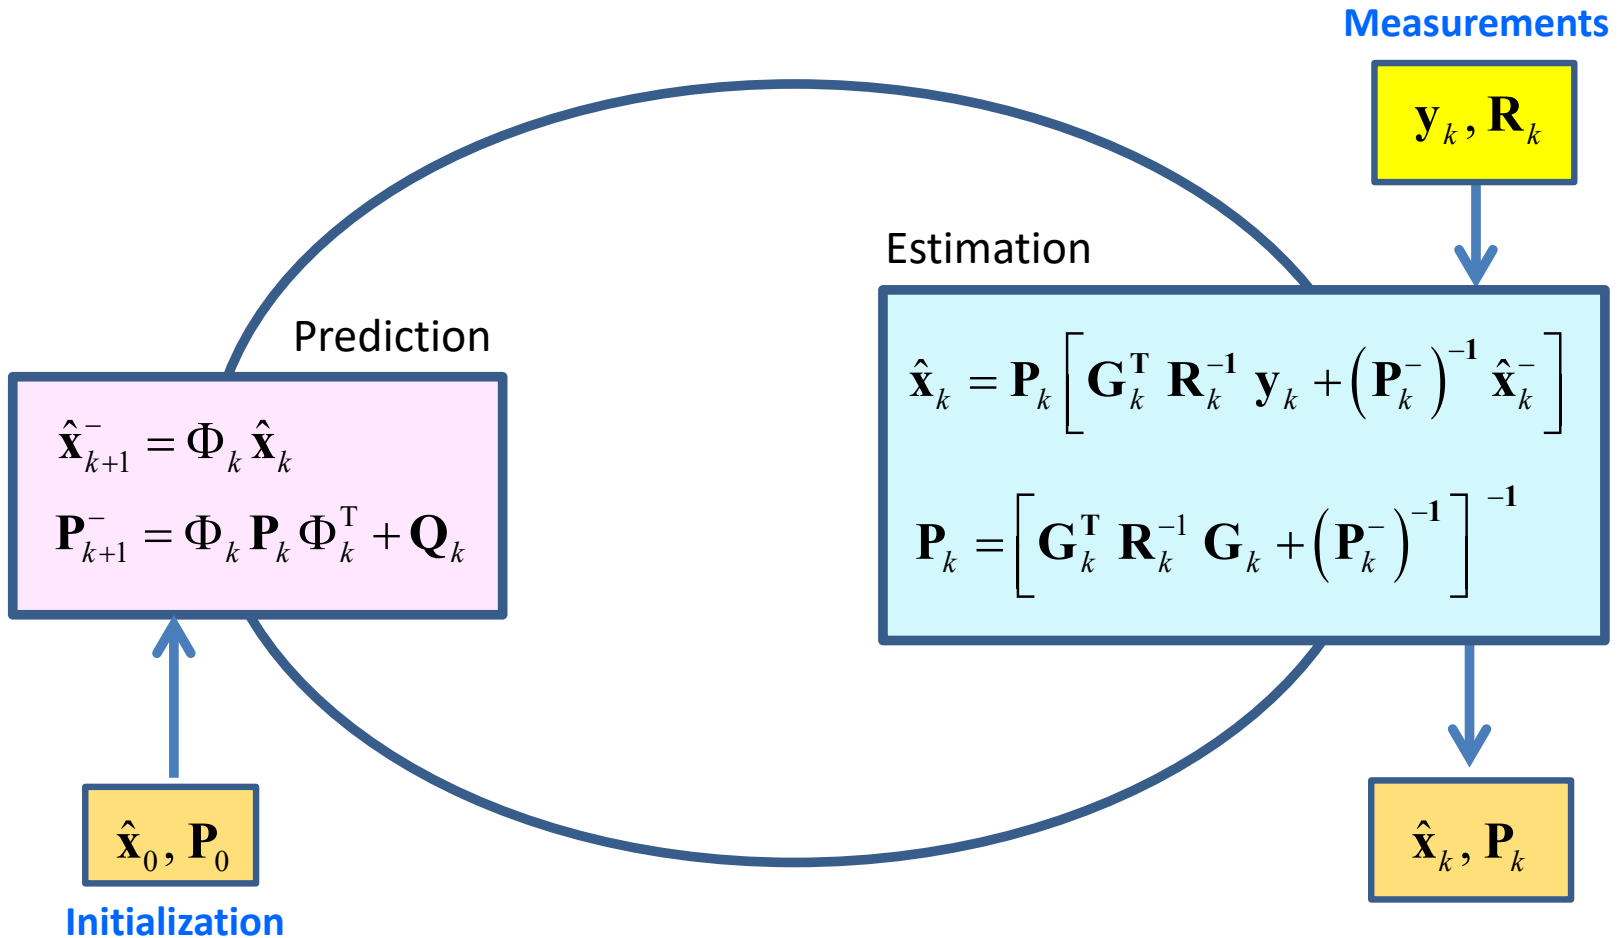 Measurements
y_k, R_k
Estimation
x̂_k = P_k [ G_k^T R_k^{-1} y_k + (P_k^-)^{-1} x̂_k^- ]
P_k = [ G_k^T R_k^{-1} G_k + (P_k^-)^{-1} ]^{-1}
Prediction
x̂_{k+1}^- = Φ_k x̂_k
P_{k+1}^- = Φ_k P_k Φ_k^T + Q_k
x̂_0, P_0
Initialization
x̂_k, P_k